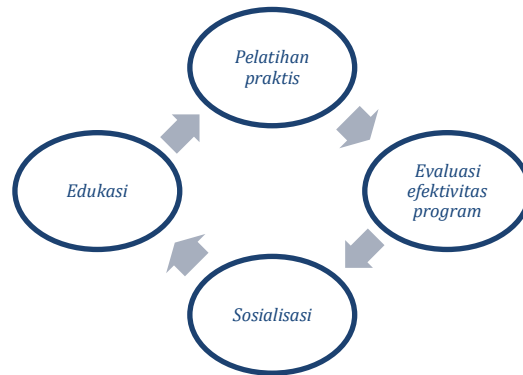 Pelatihan
praktis
Edukasi
Evaluasi
efektivitas
program
Sosialisasi